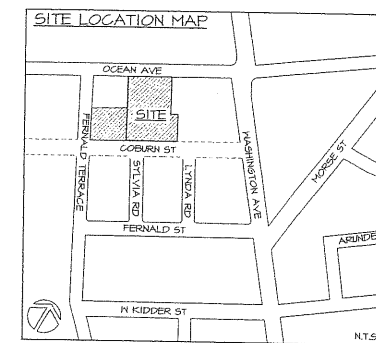 SITE LOCATION MAP
OCEAN AVE
SITE
COBURN ST
FERNALD TERRACE
SYLVIA RD
LYNDA RD
WASHINGTON AVE
MORSE ST
FERNALD ST
ARUNDE
W KIDDER ST
N.T.S